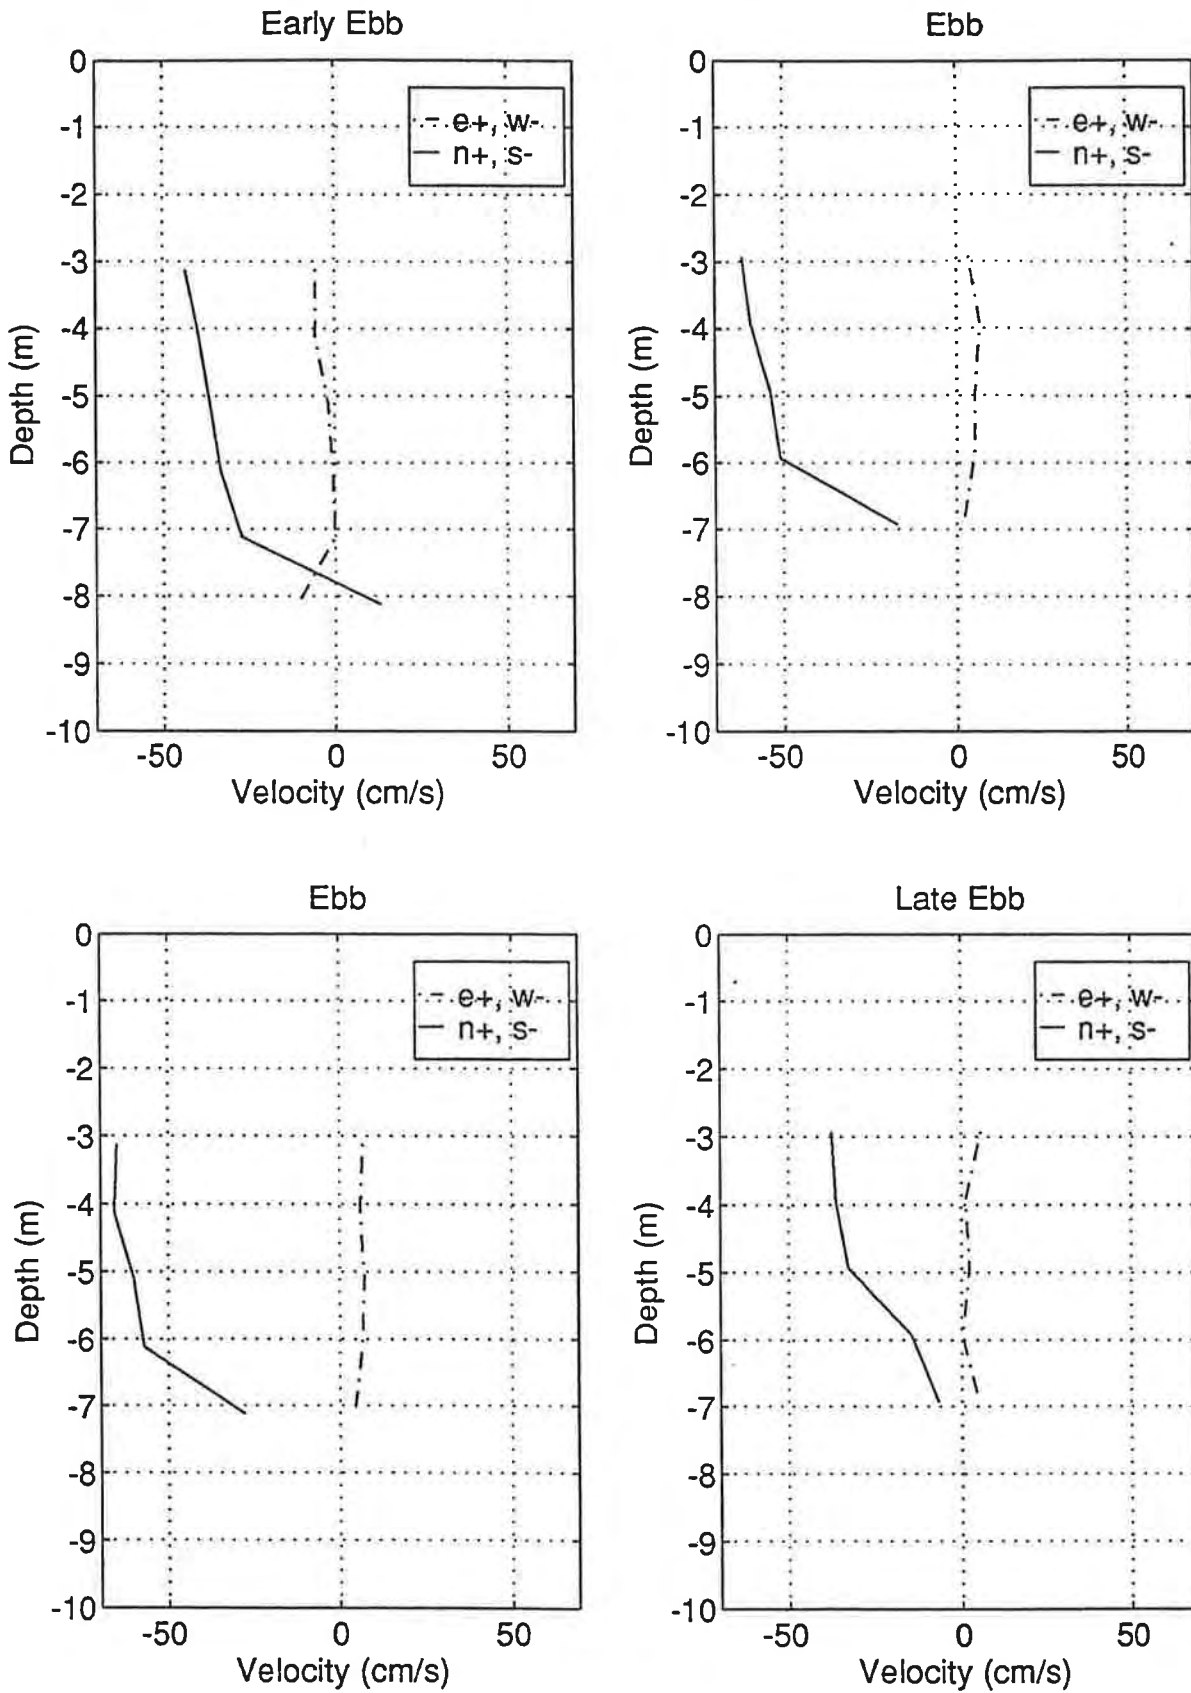 Early Ebb
0
-1
-2
-3
-4
-5
-6
-7
-8
-9
-10
-50
0
50
Depth (m)
Velocity (cm/s)
e+, w-
n+, s-
Ebb
0
-1
-2
-3
-4
-5
-6
-7
-8
-9
-10
-50
0
50
Depth (m)
Velocity (cm/s)
e+, w-
n+, s-
Ebb
0
-1
-2
-3
-4
-5
-6
-7
-8
-9
-10
-50
0
50
Depth (m)
Velocity (cm/s)
e+, w-
n+, s-
Late Ebb
0
-1
-2
-3
-4
-5
-6
-7
-8
-9
-10
-50
0
50
Depth (m)
Velocity (cm/s)
e+, w-
n+, s-